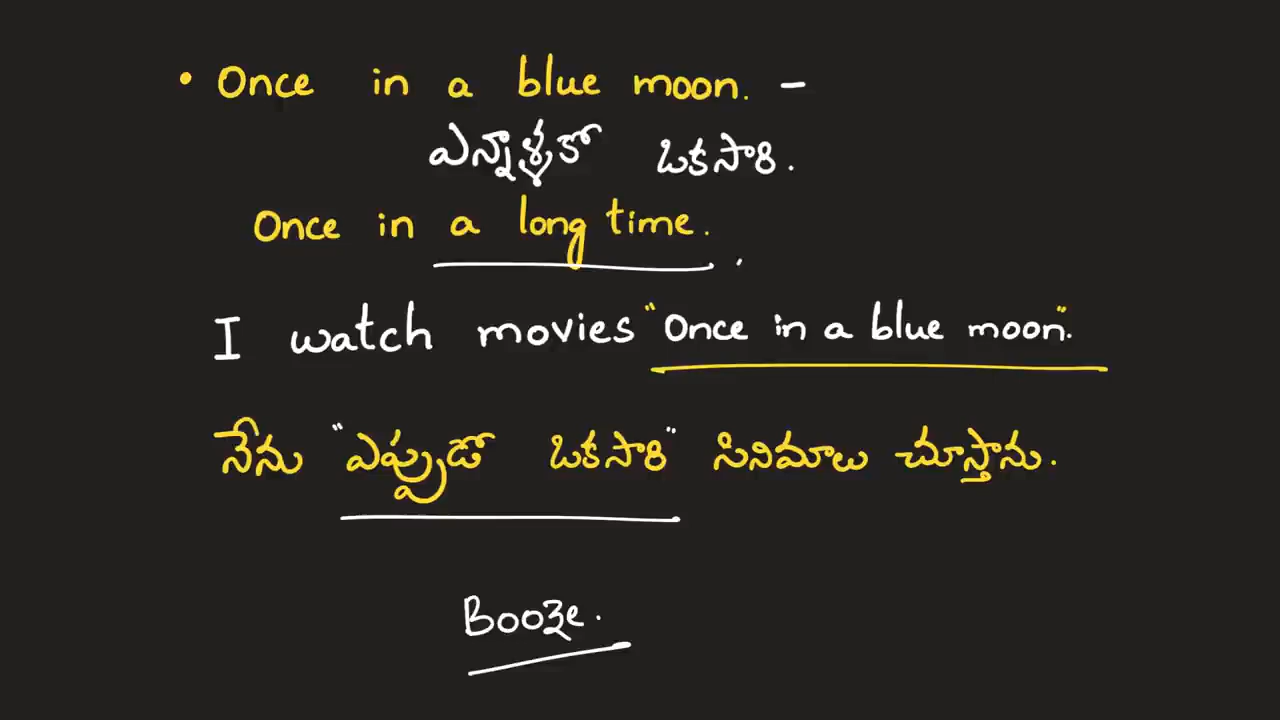 • Once in a blue moon. -
ఎన్నాళ్ళకో ఒకసారి.
Once in a long time.
I watch movies "Once in a blue moon".
నేను "ఎప్పుడో ఒకసారి" సినిమాలు చూస్తాను.
Booze.